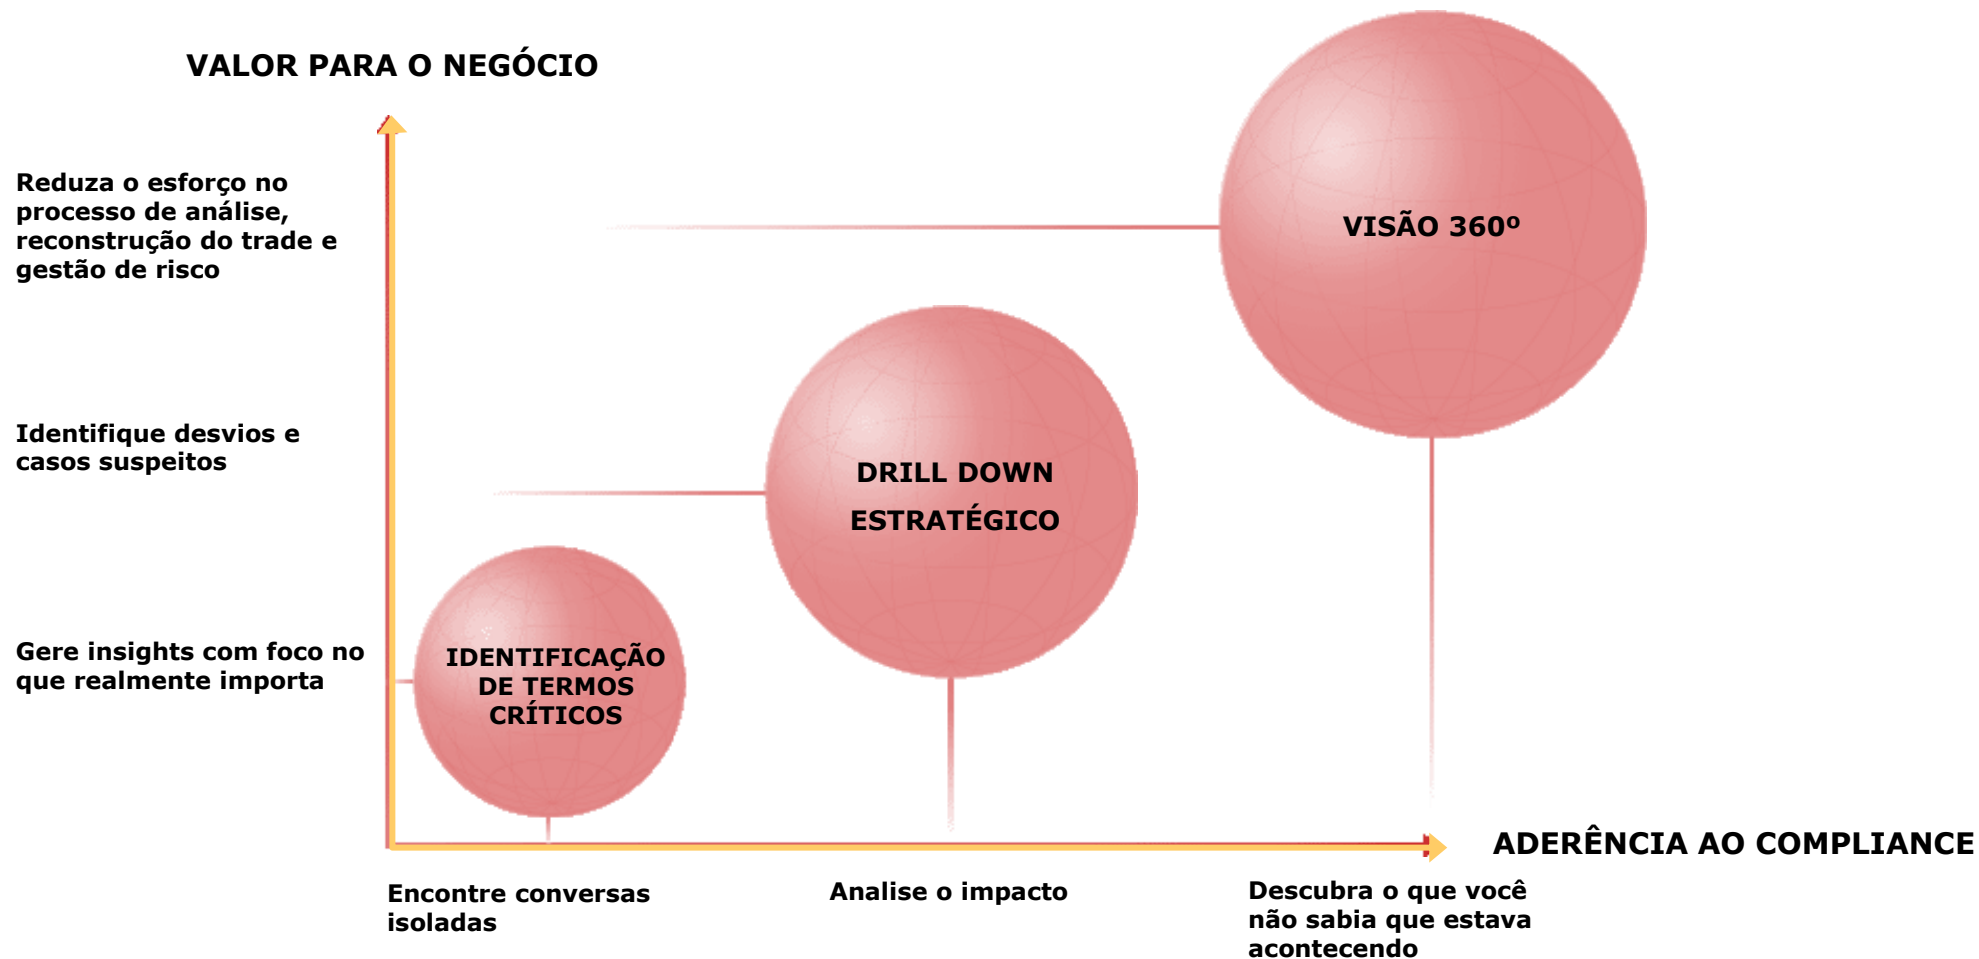 VALOR PARA O NEGÓCIO
Reduza o esforço no
processo de análise,
reconstrução do trade e
gestão de risco
VISÃO 360º
Identifique desvios e
casos suspeitos
DRILL DOWN
ESTRATÉGICO
Gere insights com foco no
que realmente importa
IDENTIFICAÇÃO
DE TERMOS
CRÍTICOS
ADERÊNCIA AO COMPLIANCE
Encontre conversas
isoladas
Analise o impacto
Descubra o que você
não sabia que estava
acontecendo